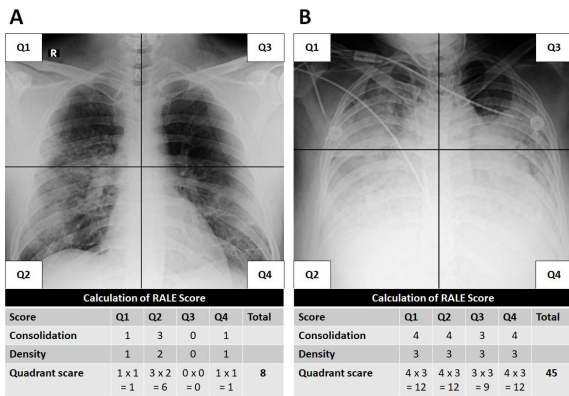 A
Q1
R
Q3
Q2
Q4
Calculation of RALE Score
Score Q1 Q2 Q3 Q4 Total
Consolidation 1 3 0 1
Density 1 2 0 1
Quadrant scare 1 x 1 3 x 2 0 x 0 1 x 1 8
= 1 = 6 = 0 = 1
B
Q1
Q3
Q2
Q4
Calculation of RALE Score
Score Q1 Q2 Q3 Q4 Total
Consolidation 4 4 3 4
Density 3 3 3 3
Quadrant scare 4 x 3 4 x 3 3 x 3 4 x 3 45
= 12 = 12 = 9 = 12